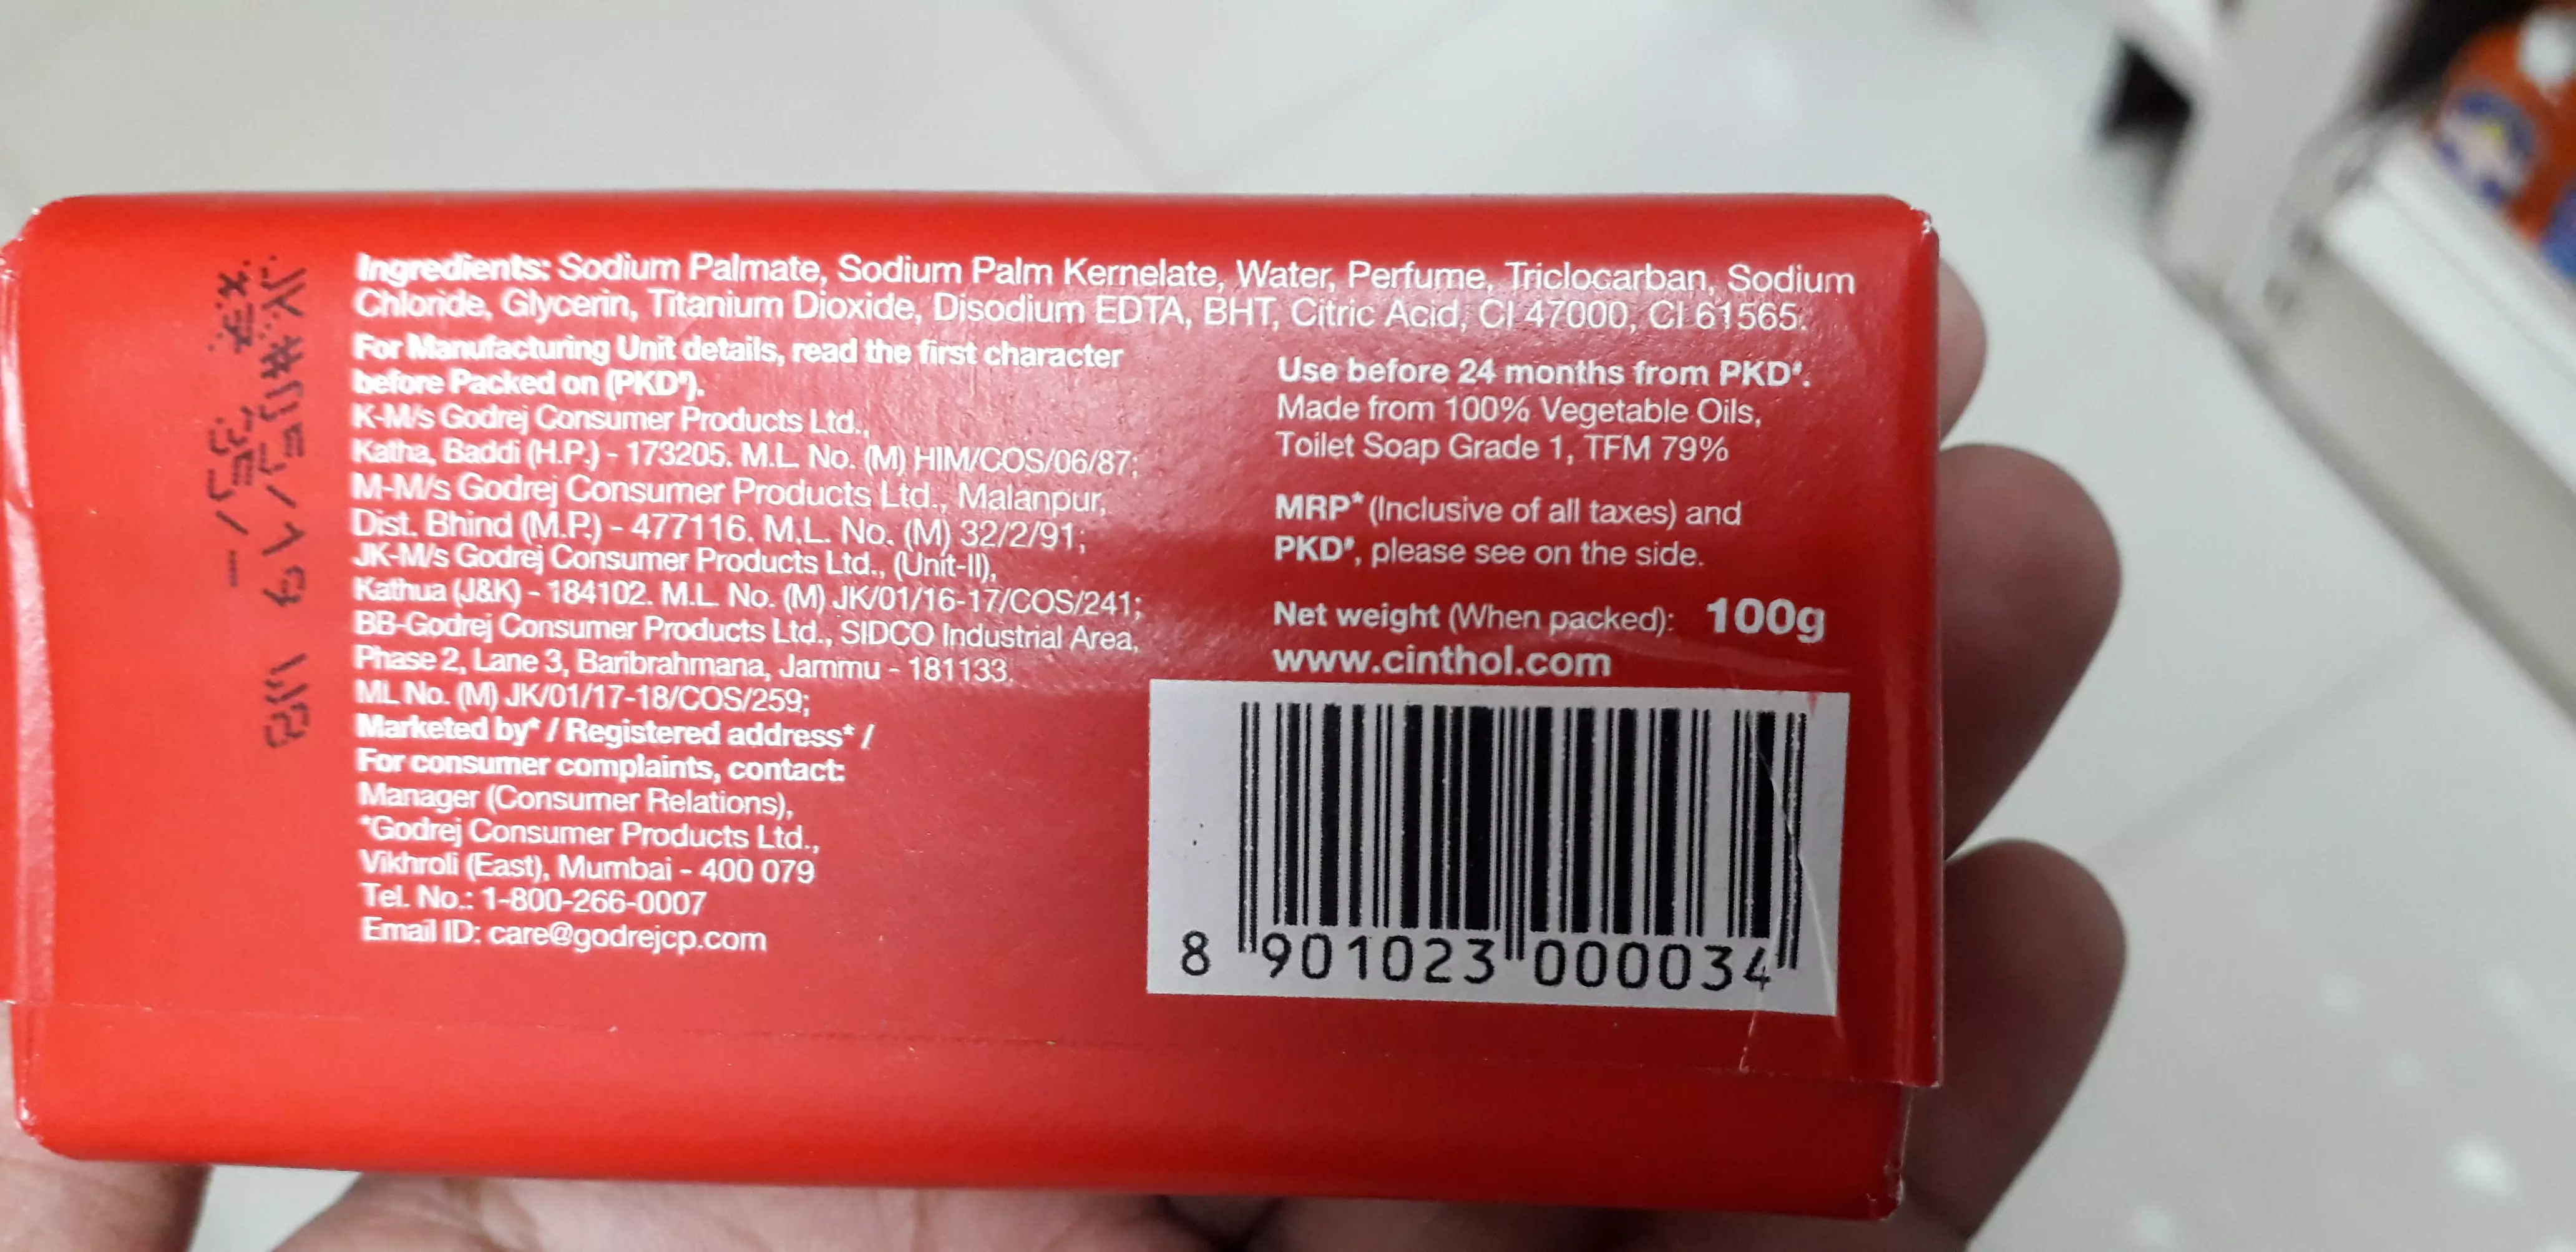 Ingredients: Sodium Palmate, Sodium Palm Kernelate, Water, Perfume, Triclocarban, Sodium
Chloride, Glycerin, Titanium Dioxide, Disodium EDTA, BHT, Citric Acid, CI 47000, CI 61565.
For Manufacturing Unit details, read the first character
before Packed on (PKD#).
K-M/s Godrej Consumer Products Ltd.,
Katha, Baddi (H.P.) - 173205. M.L. No. (M) HIM/COS/06/87;
M-M/s Godrej Consumer Products Ltd., Malanpur,
Dist. Bhind (M.P.) - 477116. M.L. No. (M) 32/2/91;
JK-M/s Godrej Consumer Products Ltd., (Unit-II),
Kathua (J&K) - 184102. M.L. No. (M) JK/01/16-17/COS/241;
BB-Godrej Consumer Products Ltd., SIDCO Industrial Area,
Phase 2, Lane 3, Baribrahmana, Jammu - 181133.
ML No. (M) JK/01/17-18/COS/259;
Marketed by* / Registered address* /
For consumer complaints, contact:
Manager (Consumer Relations),
*Godrej Consumer Products Ltd.,
Vikhroli (East), Mumbai - 400 079
Tel. No.: 1-800-266-0007
Email ID: care@godrejcp.com
Use before 24 months from PKD#.
Made from 100% Vegetable Oils,
Toilet Soap Grade 1, TFM 79%
MRP* (Inclusive of all taxes) and
PKD#, please see on the side.
Net weight (When packed): 100g
www.cinthol.com
8 901023 000034